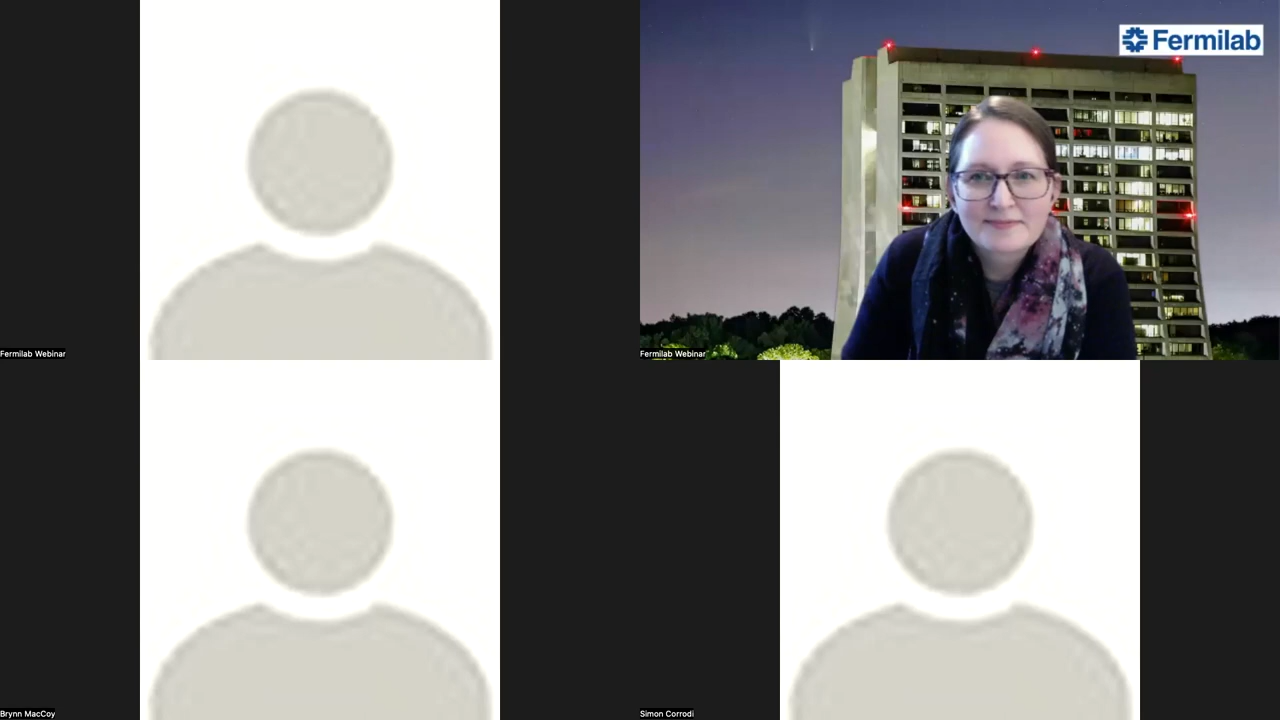 Fermilab
Fermilab Webinar
Fermilab Webinar
Brynn MacCoy
Simon Corrodi